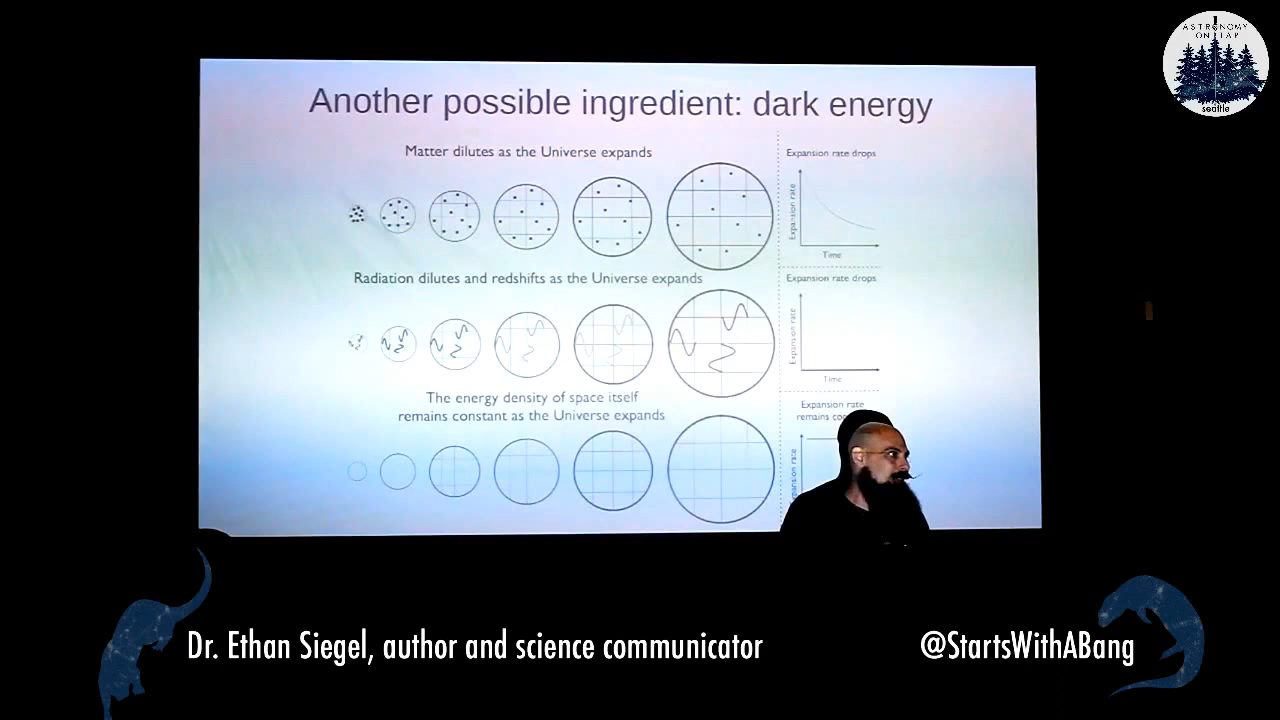 ASTRONOMY
ON TAP
seattle
Another possible ingredient: dark energy
Matter dilutes as the Universe expands
Expansion rate drops
Expansion rate
Time
Radiation dilutes and redshifts as the Universe expands
Expansion rate drops
Expansion rate
Time
The energy density of space itself
remains constant as the Universe expands
Expansion rate
remains
rate
Dr. Ethan Siegel, author and science communicator
@StartsWithABang